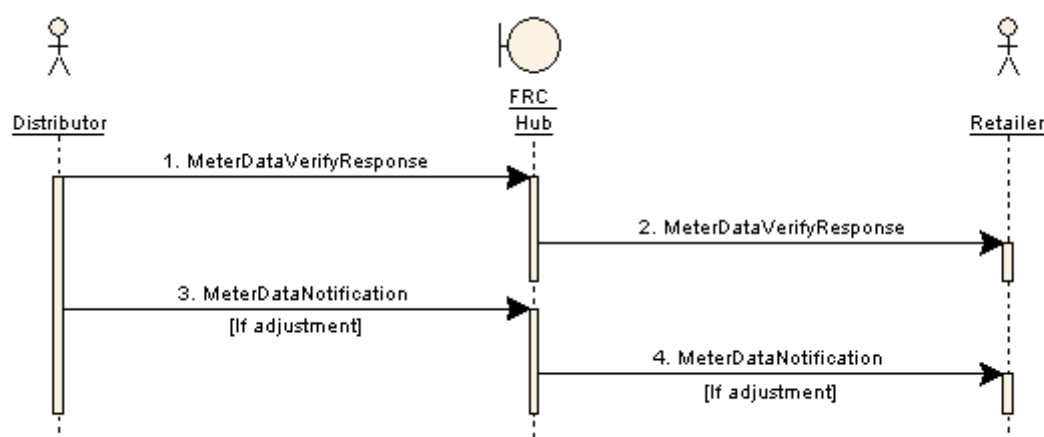 Distributor
FRC
Hub
Retailer
1. MeterDataVerifyResponse
2. MeterDataVerifyResponse
3. MeterDataNotification
[If adjustment]
4. MeterDataNotification
[If adjustment]